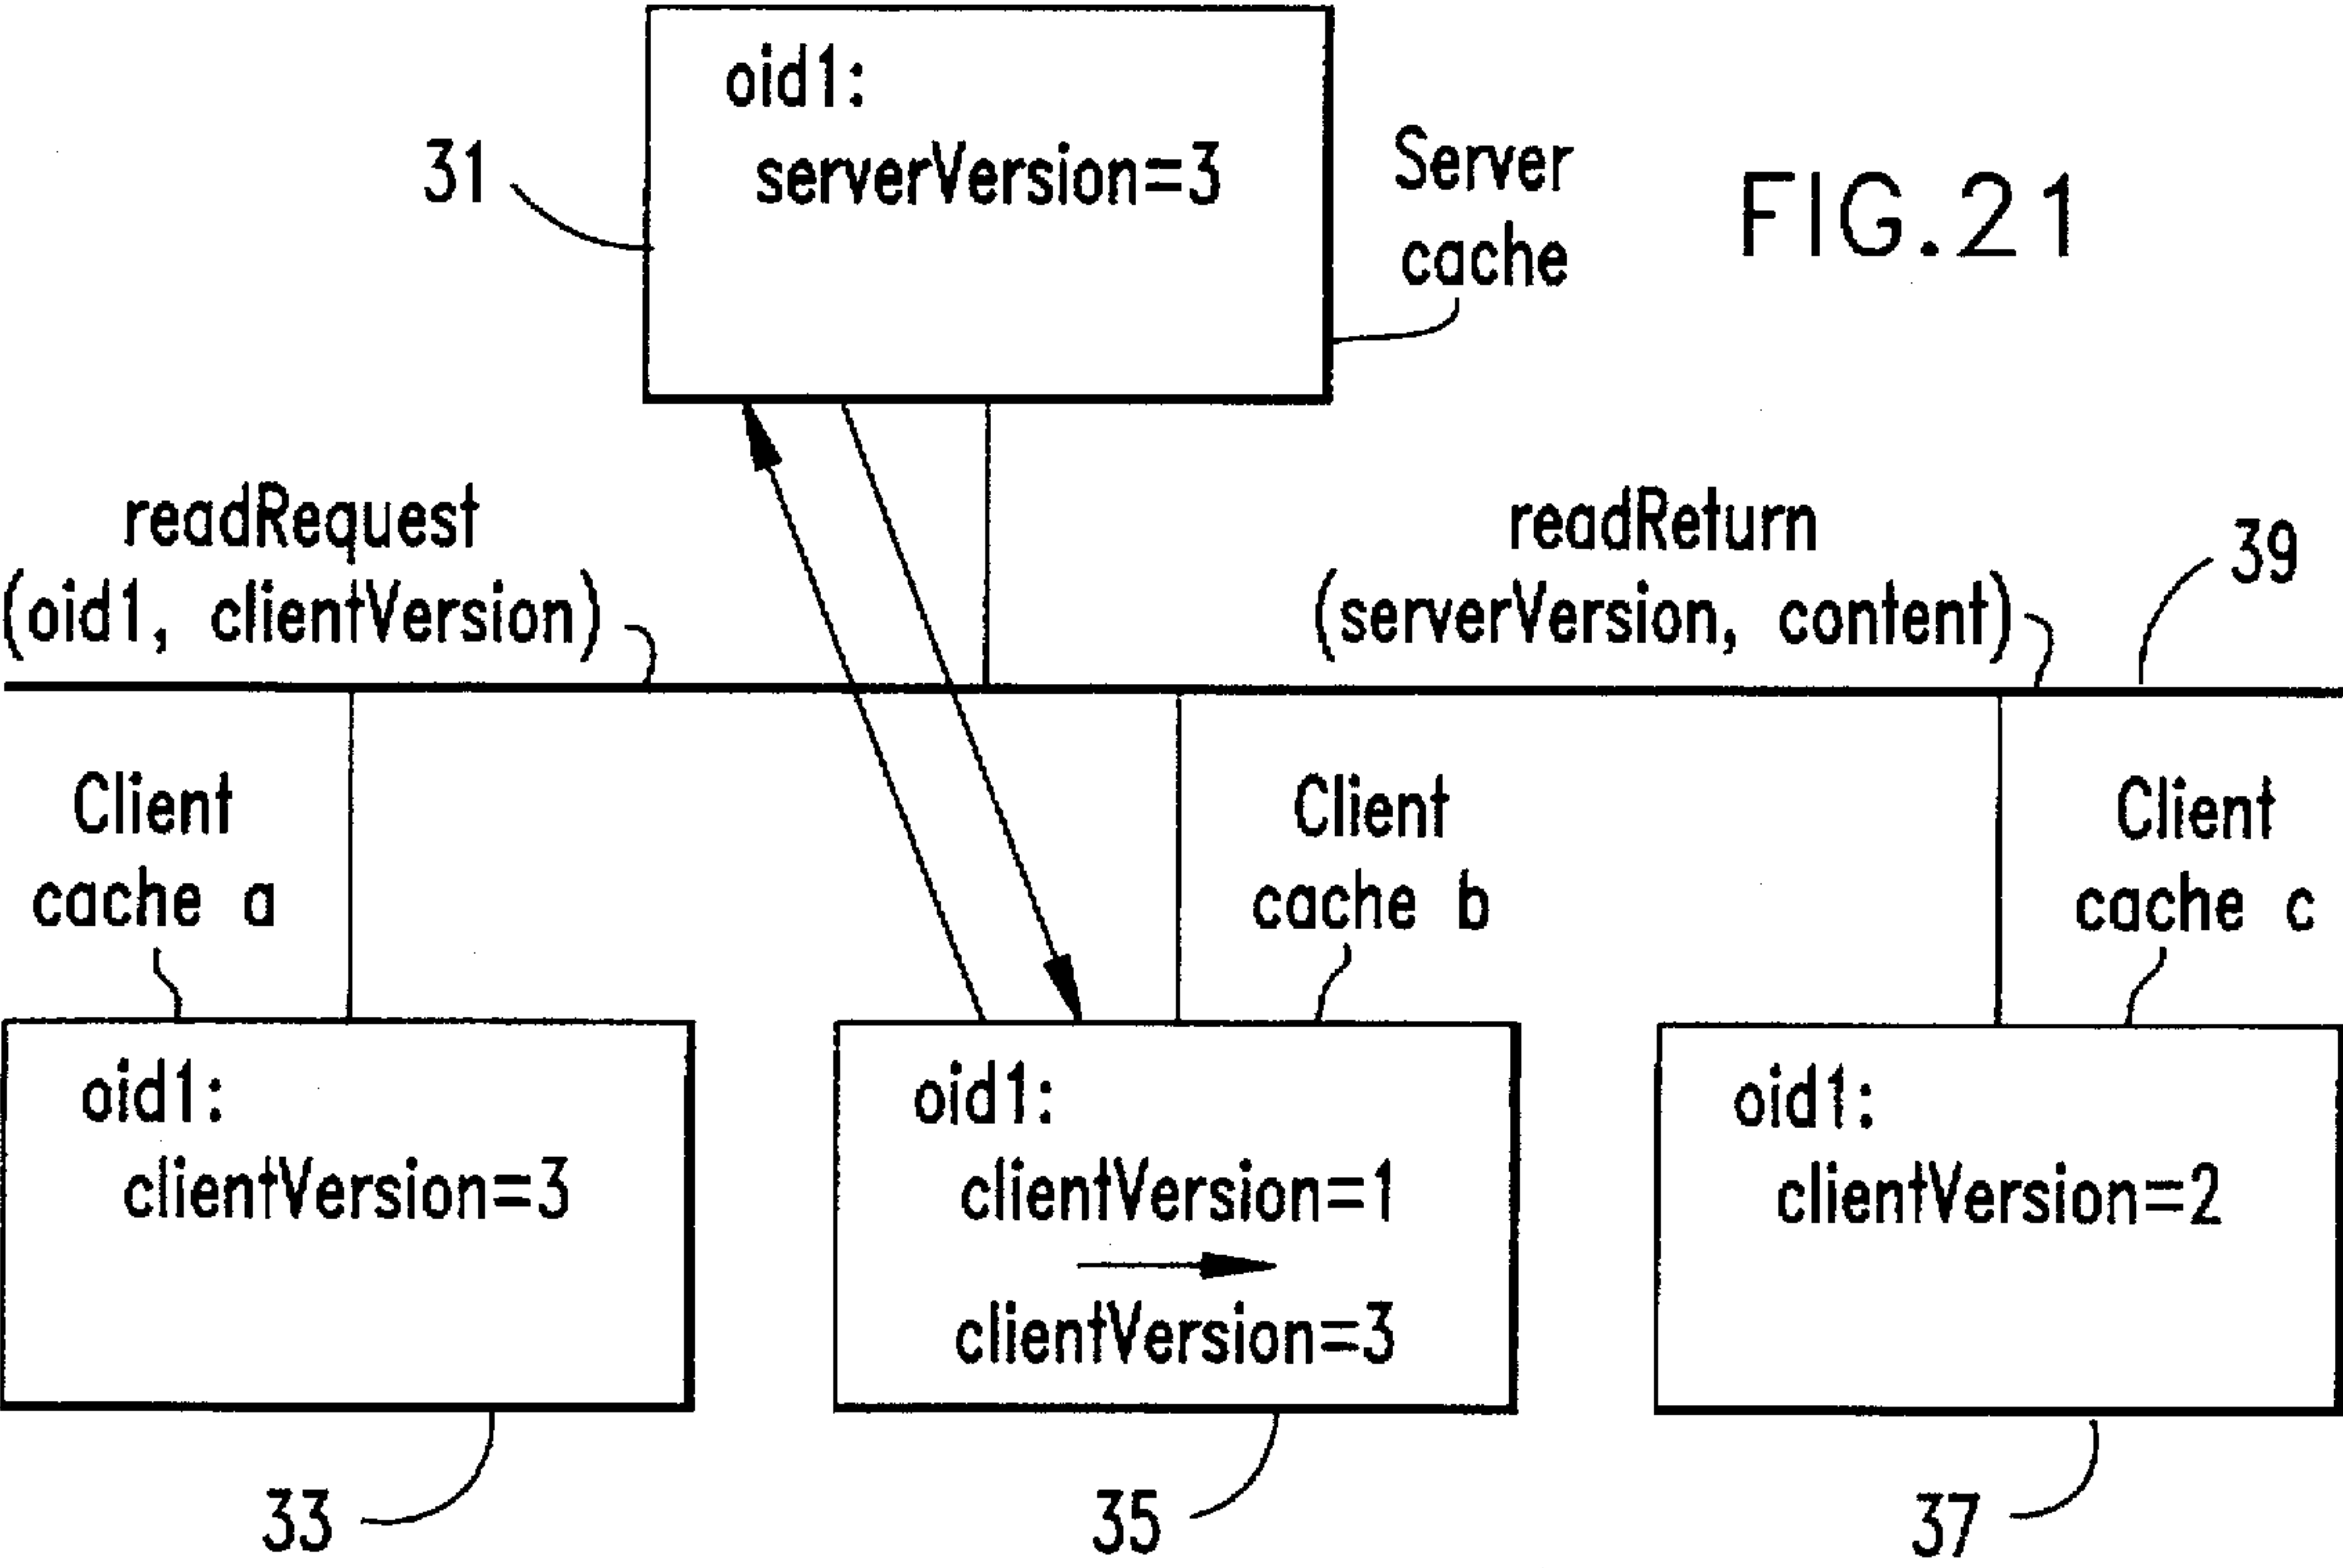 oid1:
serverVersion=3
31
Server
cache
FIG.21
readRequest
(oid1, clientVersion)
readReturn
(serverVersion, content)
39
Client
cache a
Client
cache b
Client
cache c
oid1:
clientVersion=3
oid1:
clientVersion=1
clientVersion=3
oid1:
clientVersion=2
33
35
37